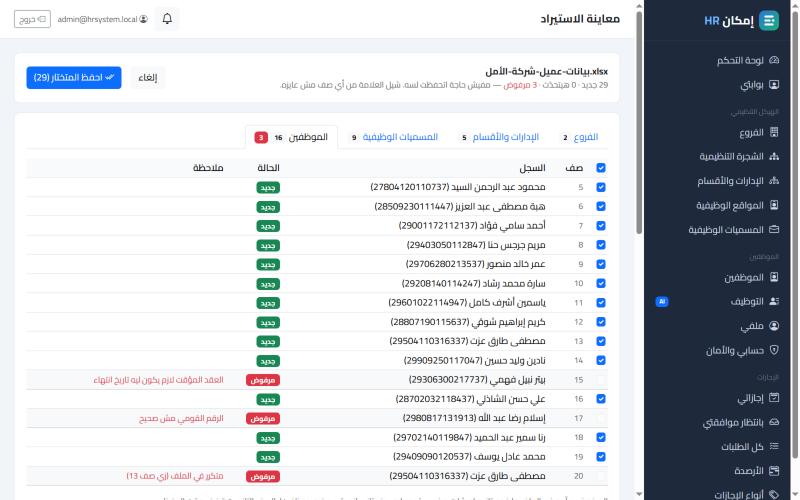 إمكان HR
لوحة التحكم
بوابتي
الهيكل التنظيمي
الفروع
الشجرة التنظيمية
الإدارات والأقسام
المواقع الوظيفية
المسميات الوظيفية
الموظفين
الموظفين
التوظيف AI
ملفي
حسابي والأمان
الإجازات
إجازاتي
بانتظار موافقتي
كل الطلبات
الأرصدة
أنواع الإجازات
معاينة الاستيراد
admin@hrsystem.local
خروج
بيانات-عميل-شركة-الأمل.xlsx
29 جديد · 0 هيتحدّث · 3 مرفوض — مفيش حاجة اتحفظت لسه. شيل العلامة من أي صف مش عايزه.
إلغاء
احفظ المختار (29)
الفروع 2
الإدارات والأقسام 5
المسميات الوظيفية 9
الموظفين 16 3
صف السجل الحالة ملاحظة
5 محمود عبد الرحمن السيد (27804120110737) جديد
6 هبة مصطفى عبد العزيز (28509230111447) جديد
7 أحمد سامي فؤاد (29001172112137) جديد
8 مريم جرجس حنا (29403050112847) جديد
9 عمر خالد منصور (29706280213537) جديد
10 سارة محمد رشاد (29208140114247) جديد
11 ياسمين أشرف كامل (29601022114947) جديد
12 كريم إبراهيم شوقي (28807190115637) جديد
13 مصطفى طارق عزت (29504110316337) جديد
14 نادين وليد حسين (29909250117047) جديد
15 بيتر نبيل فهمي (29306300217737) مرفوض العقد المؤقت لازم يكون ليه تاريخ انتهاء
16 علي حسن الشاذلي (28702032118437) جديد
17 إسلام رضا عبد الله (2980817131913) مرفوض الرقم القومي مش صحيح
18 رنا سمير عبد الحميد (29702140119847) جديد
19 محمد عادل يوسف (29409090120537) جديد
20 مصطفى طارق عزت (29504110316337) مرفوض متكرر في الملف (زي صف 13)